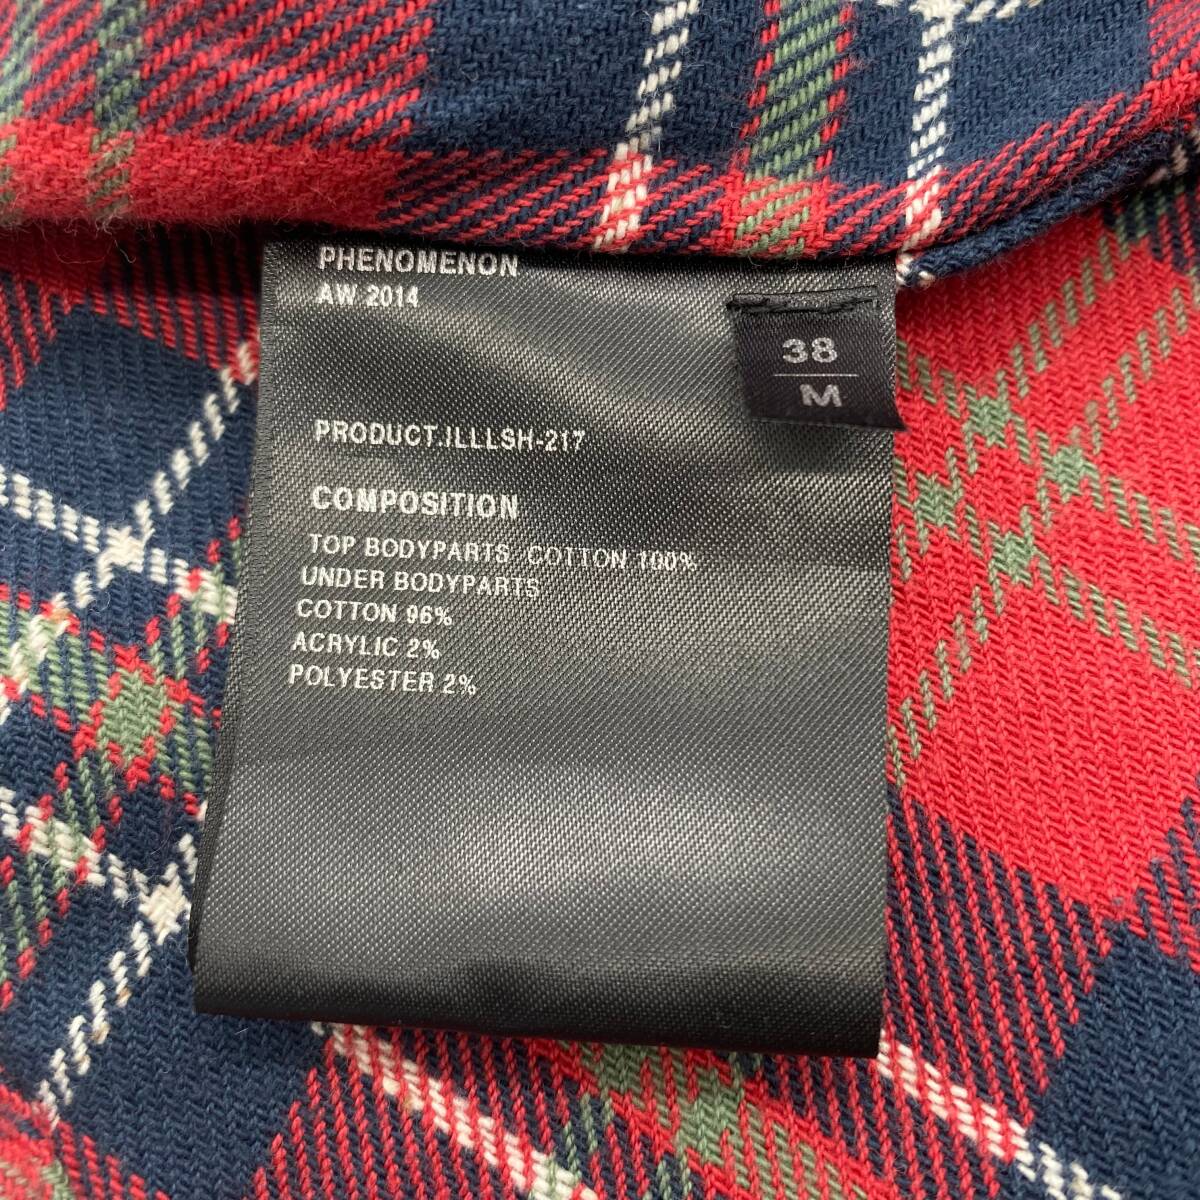 PHENOMENON
AW 2014
38
M
PRODUCT.ILLLSH-217
COMPOSITION
TOP BODYPARTS COTTON 100%
UNDER BODYPARTS
COTTON 96%
ACRYLIC 2%
POLYESTER 2%